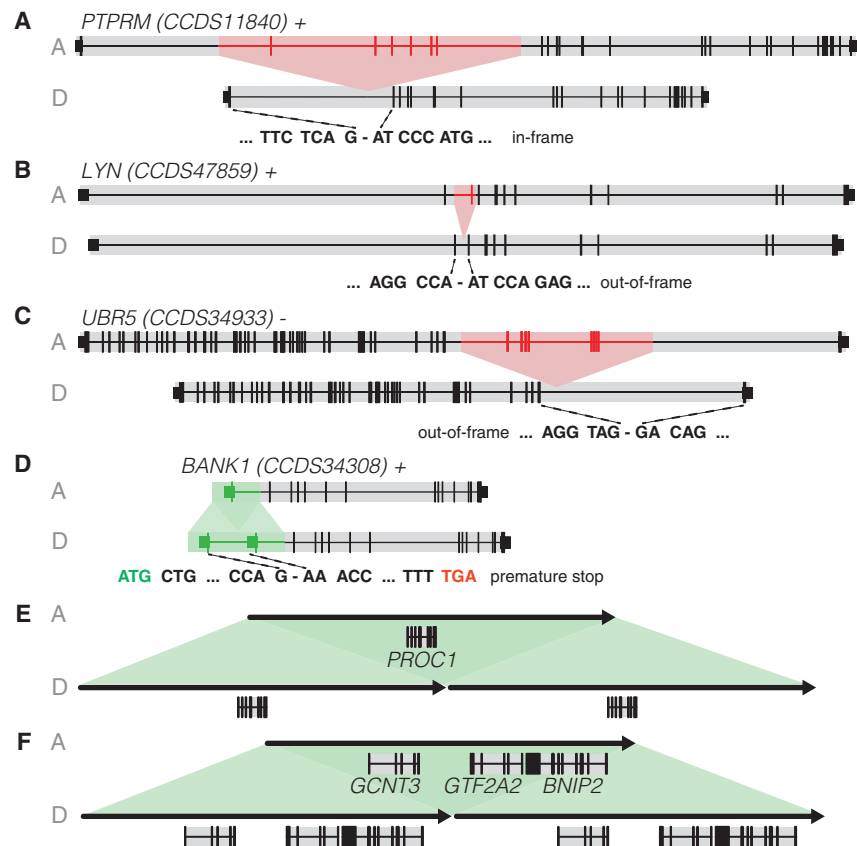 A PTPRM (CCDS11840) +
A
D
... TTC TCA G - AT CCC ATG ... in-frame
B LYN (CCDS47859) +
A
D
... AGG CCA - AT CCA GAG ... out-of-frame
C UBR5 (CCDS34933) -
A
D
out-of-frame ... AGG TAG - GA CAG ...
D BANK1 (CCDS34308) +
A
D
ATG CTG ... CCA G - AA ACC ... TTT TGA premature stop
E A
PROC1
D
F A
GCNT3 GTF2A2 BNIP2
D